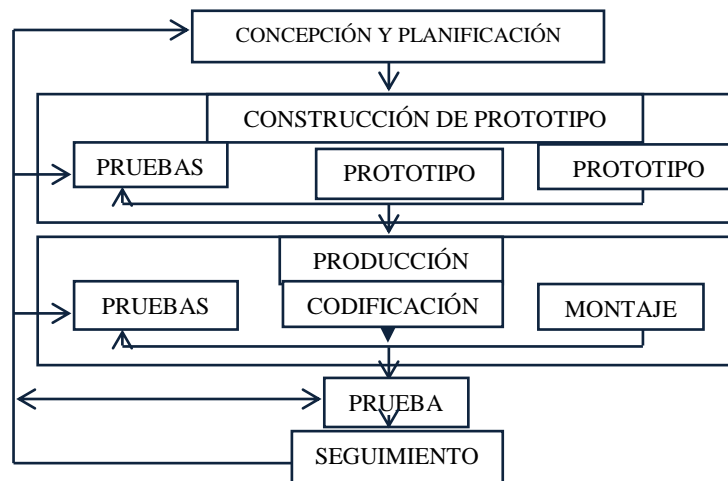 CONCEPCIÓN Y PLANIFICACIÓN
CONSTRUCCIÓN DE PROTOTIPO
PRUEBAS
PROTOTIPO
PROTOTIPO
PRODUCCIÓN
PRUEBAS
CODIFICACIÓN
MONTAJE
PRUEBA
SEGUIMIENTO